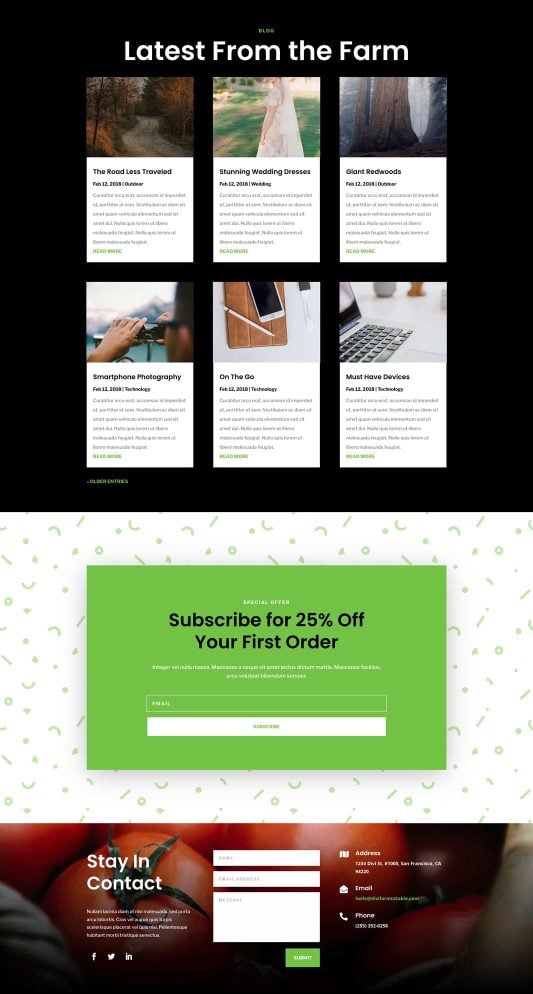 BLOG
Latest From the Farm
The Road Less Traveled
Feb 12, 2018 | Outdoor
Curabitur arcu erat, accumsan id imperdiet
et, porttitor at sem. Vestibulum ac diam sit
amet quam vehicula elementum sed sit
amet dui. Nulla quis lorem ut libero
malesuada feugiat. Nulla quis lorem ut
libero malesuada feugiat.
READ MORE
Stunning Wedding Dresses
Feb 12, 2018 | Wedding
Curabitur arcu erat, accumsan id imperdiet
et, porttitor at sem. Vestibulum ac diam sit
amet quam vehicula elementum sed sit
amet dui. Nulla quis lorem ut libero
malesuada feugiat. Nulla quis lorem ut
libero malesuada feugiat.
READ MORE
Giant Redwoods
Feb 12, 2018 | Outdoor
Curabitur arcu erat, accumsan id imperdiet
et, porttitor at sem. Vestibulum ac diam sit
amet quam vehicula elementum sed sit
amet dui. Nulla quis lorem ut libero
malesuada feugiat. Nulla quis lorem ut
libero malesuada feugiat.
READ MORE
Smartphone Photography
Feb 12, 2018 | Technology
Curabitur arcu erat, accumsan id imperdiet
et, porttitor at sem. Vestibulum ac diam sit
amet quam vehicula elementum sed sit
amet dui. Nulla quis lorem ut libero
malesuada feugiat. Nulla quis lorem ut
libero malesuada feugiat.
READ MORE
On The Go
Feb 12, 2018 | Technology
Curabitur arcu erat, accumsan id imperdiet
et, porttitor at sem. Vestibulum ac diam sit
amet quam vehicula elementum sed sit
amet dui. Nulla quis lorem ut libero
malesuada feugiat. Nulla quis lorem ut
libero malesuada feugiat.
READ MORE
Must Have Devices
Feb 12, 2018 | Technology
Curabitur arcu erat, accumsan id imperdiet
et, porttitor at sem. Vestibulum ac diam sit
amet quam vehicula elementum sed sit
amet dui. Nulla quis lorem ut libero
malesuada feugiat. Nulla quis lorem ut
libero malesuada feugiat.
READ MORE
« OLDER ENTRIES
SPECIAL OFFER
Subscribe for 25% Off
Your First Order
Integer vel nulla massa. Maecenas a neque sit amet lectus dictum mattis. Maecenas facilisis,
arcu volutpat bibendum semper.
EMAIL
SUBSCRIBE
Stay In
Contact
Nullam lacinia diam at nisi malesuada, sed porta
arcu lobortis. Cras vel augue quis turpis
scelerisque placerat vel quis nisi. Pellentesque
habitant morbi tristique senectus.
NAME
EMAIL ADDRESS
MESSAGE
SUBMIT
Address
1234 Divi St. #1000, San Francisco, CA
94220
Email
hello@divifarmtotable.com
Phone
(255) 352-6258